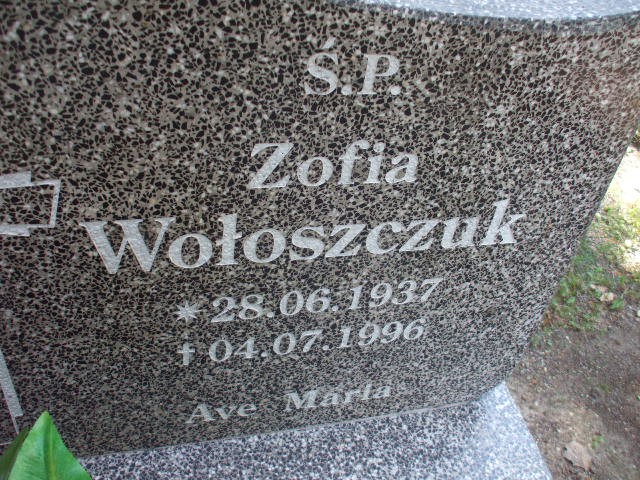 Ś.P.
Zofia
Wołoszczuk
* 28.06.1937
† 04.07.1996
Ave Maria